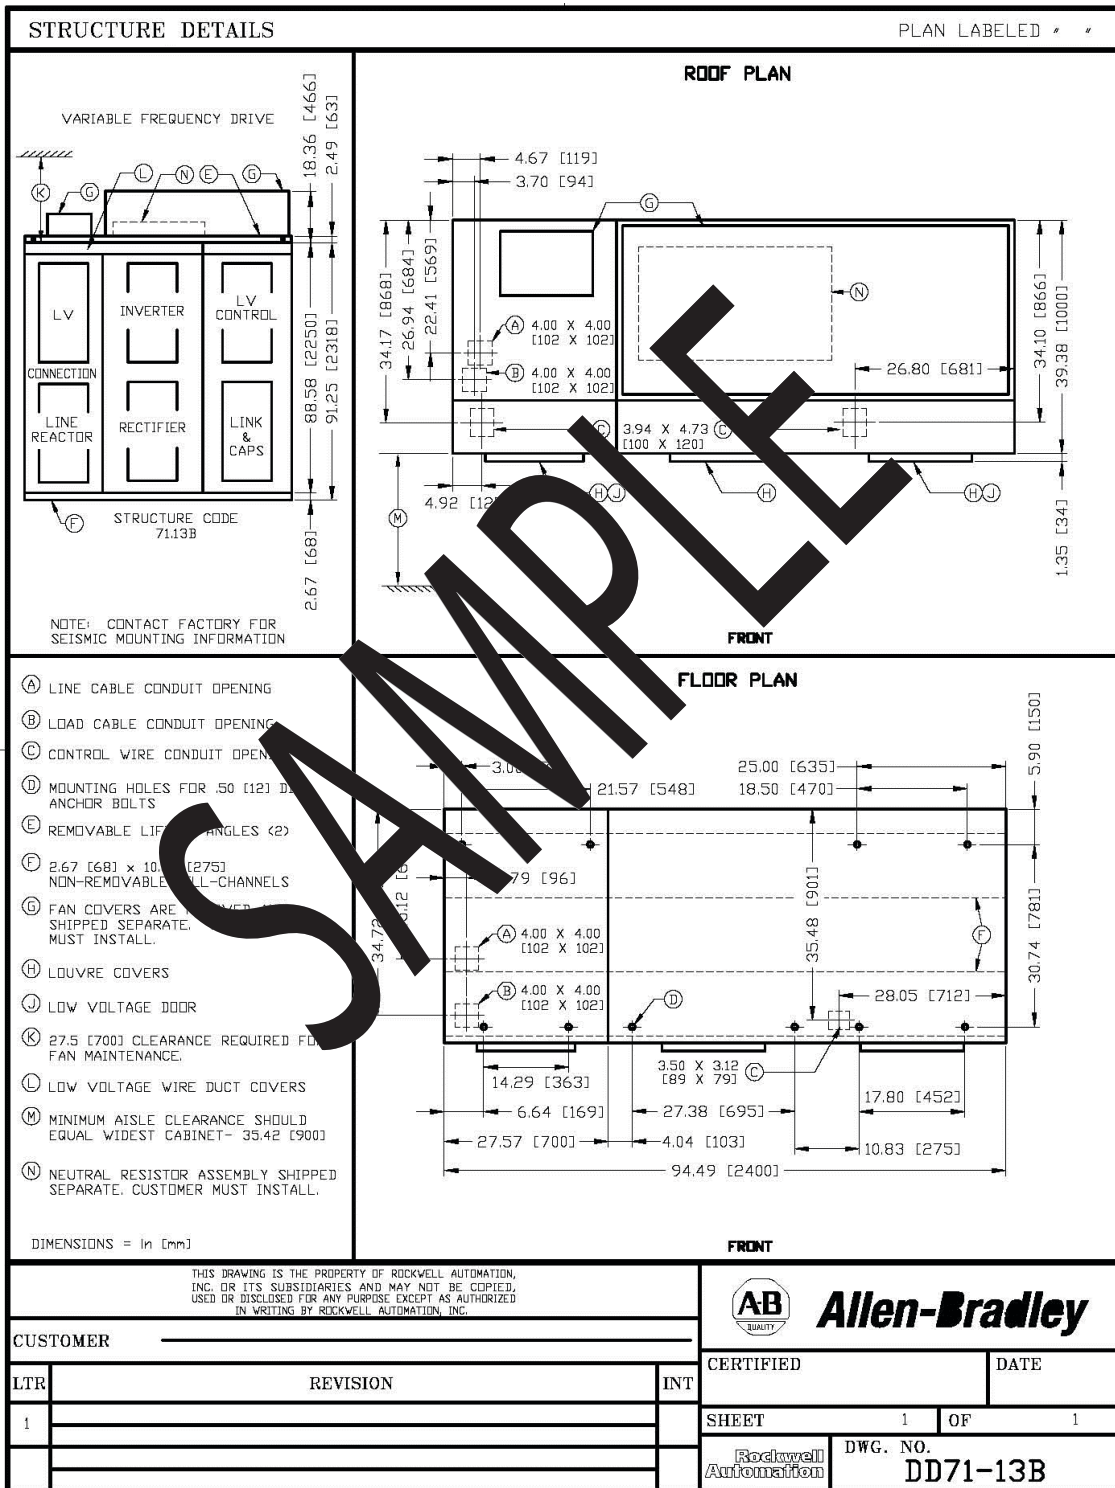 STRUCTURE DETAILS
PLAN LABELED " "
VARIABLE FREQUENCY DRIVE
18.36 [466]
2.49 [63]
K
G
L
N
E
G
LV
INVERTER
LV
CONTROL
CONNECTION
LINE
REACTOR
RECTIFIER
LINK
&
CAPS
88.58 [2250]
91.25 [2318]
F
STRUCTURE CODE
71.13B
2.67 [68]
NOTE: CONTACT FACTORY FOR
SEISMIC MOUNTING INFORMATION
ROOF PLAN
4.67 [119]
3.70 [94]
G
34.17 [868]
26.94 [684]
22.41 [569]
N
A 4.00 X 4.00
[102 X 102]
B 4.00 X 4.00
[102 X 102]
26.80 [681]
34.10 [866]
39.38 [1000]
C 3.94 X 4.73 C
[100 X 120]
4.92
H J
H
H J
M
1.35 [34]
FRONT
A LINE CABLE CONDUIT OPENING
B LOAD CABLE CONDUIT OPENING
C CONTROL WIRE CONDUIT
D MOUNTING HOLES FOR .50 [12]
ANCHOR BOLTS
E REMOVABLE ANGLES (2)
F 2.67 [68] x [275]
NON-REMOVABLE
G FAN COVERS ARE
SHIPPED SEPARATE.
MUST INSTALL.
H LOUVRE COVERS
J LOW VOLTAGE DOOR
K 27.5 [700] CLEARANCE REQUIRED
FAN MAINTENANCE.
L LOW VOLTAGE WIRE DUCT COVERS
M MINIMUM AISLE CLEARANCE SHOULD
EQUAL WIDEST CABINET- 35.42 [900]
N NEUTRAL RESISTOR ASSEMBLY SHIPPED
SEPARATE. CUSTOMER MUST INSTALL.
DIMENSIONS = In [mm]
FLOOR PLAN
5.90 [150]
25.00 [635]
21.57 [548]
18.50 [470]
[96]
35.48 [901]
30.74 [781]
A 4.00 X 4.00
[102 X 102]
F
B 4.00 X 4.00
[102 X 102]
D
28.05 [712]
3.50 X 3.12
[89 X 79] C
14.29 [363]
17.80 [452]
6.64 [169]
27.38 [695]
27.57 [700]
4.04 [103]
10.83 [275]
94.49 [2400]
FRONT
SAMPLE
THIS DRAWING IS THE PROPERTY OF ROCKWELL AUTOMATION,
INC. OR ITS SUBSIDIARIES AND MAY NOT BE COPIED,
USED OR DISCLOSED FOR ANY PURPOSE EXCEPT AS AUTHORIZED
IN WRITING BY ROCKWELL AUTOMATION, INC.
CUSTOMER
LTR
REVISION
INT
1
AB
QUALITY
Allen-Bradley
CERTIFIED
DATE
SHEET 1 OF 1
Rockwell
Automation
DWG. NO.
DD71-13B